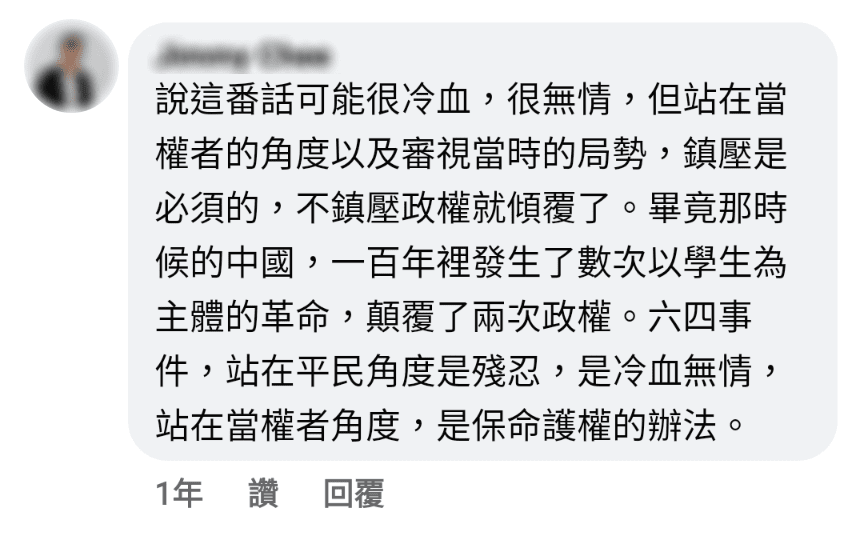 說這番話可能很冷血，很無情，但站在當
權者的角度以及審視當時的局勢，鎮壓是
必須的，不鎮壓政權就傾覆了。畢竟那時
候的中國，一百年裡發生了數次以學生為
主體的革命，顛覆了兩次政權。六四事
件，站在平民角度是殘忍，是冷血無情，
站在當權者角度，是保命護權的辦法。
1年 讚 回覆